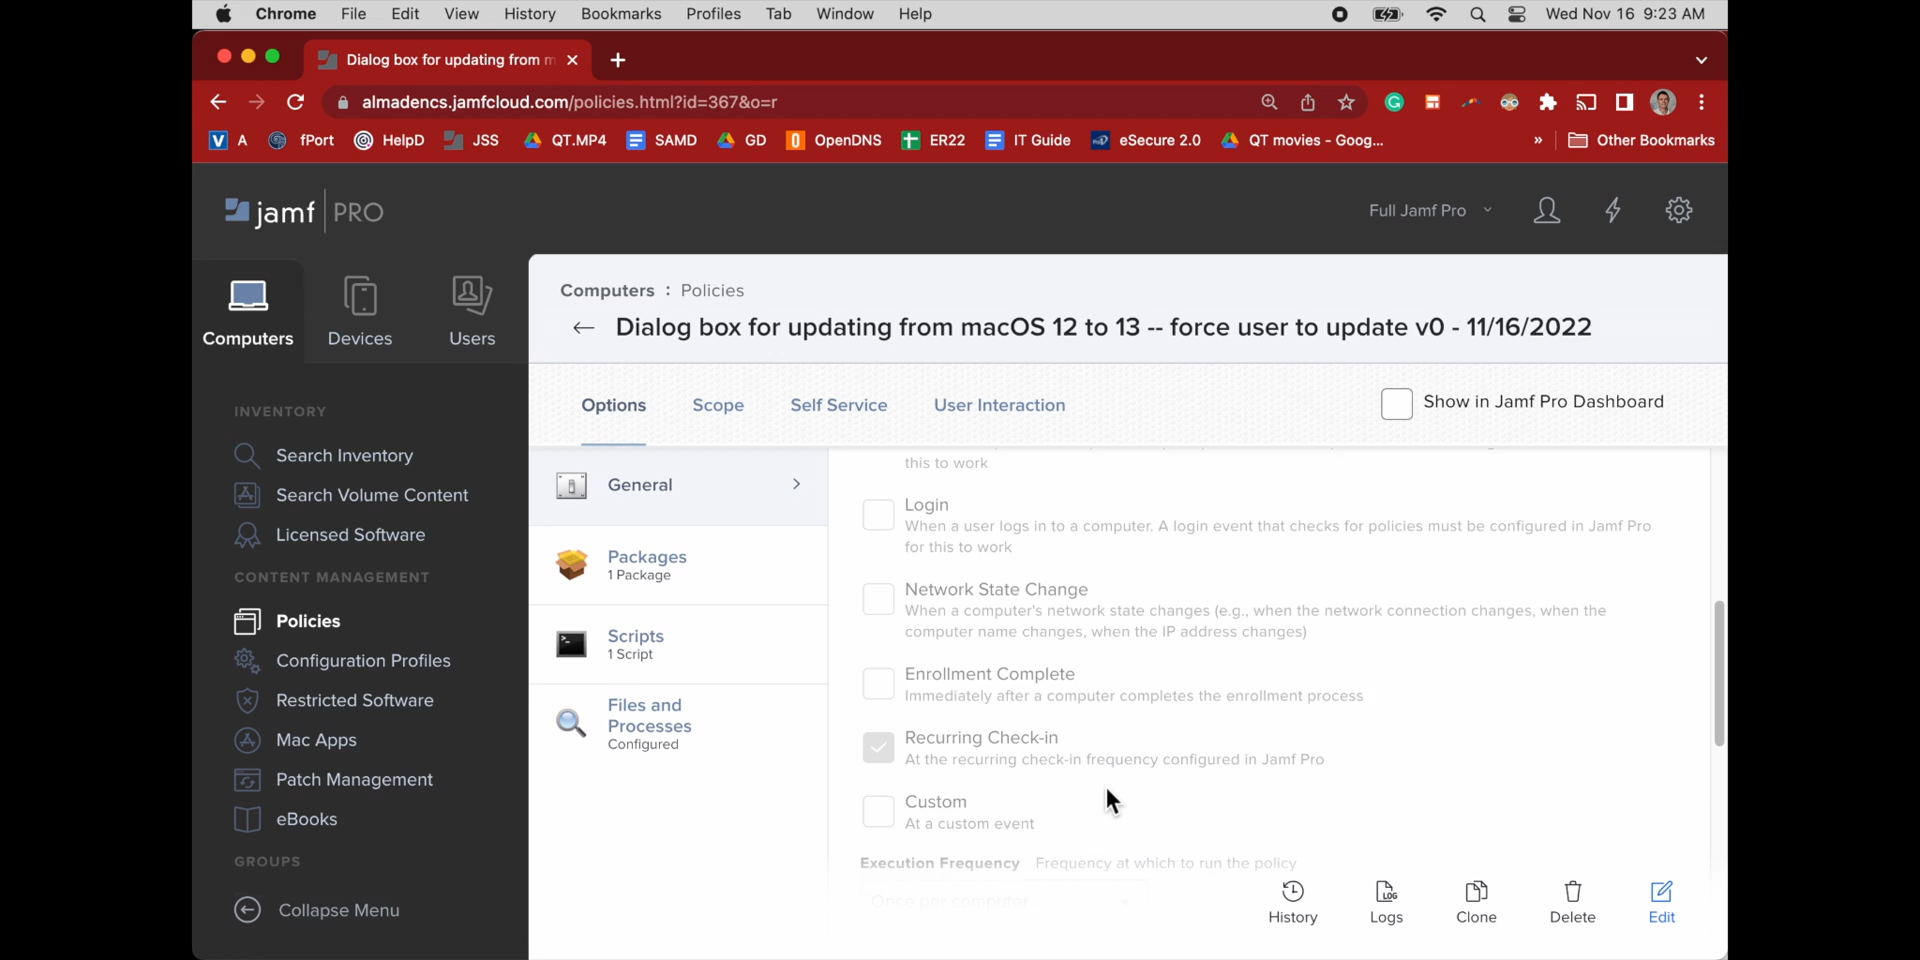 Chrome File Edit View History Bookmarks Profiles Tab Window Help Wed Nov 16 9:23 AM
Dialog box for updating from m
almadencs.jamfcloud.com/policies.html?id=367&o=r
A fPort HelpD JSS QT.MP4 SAMD GD OpenDNS ER22 IT Guide eSecure 2.0 QT movies - Goog... » Other Bookmarks
jamf PRO
Full Jamf Pro
Computers Devices Users
INVENTORY
Search Inventory
Search Volume Content
Licensed Software
CONTENT MANAGEMENT
Policies
Configuration Profiles
Restricted Software
Mac Apps
Patch Management
eBooks
GROUPS
Collapse Menu
Computers : Policies
Dialog box for updating from macOS 12 to 13 -- force user to update v0 - 11/16/2022
Options Scope Self Service User Interaction
Show in Jamf Pro Dashboard
General
Packages
1 Package
Scripts
1 Script
Files and
Processes
Configured
this to work
Login
When a user logs in to a computer. A login event that checks for policies must be configured in Jamf Pro
for this to work
Network State Change
When a computer's network state changes (e.g., when the network connection changes, when the
computer name changes, when the IP address changes)
Enrollment Complete
Immediately after a computer completes the enrollment process
Recurring Check-in
At the recurring check-in frequency configured in Jamf Pro
Custom
At a custom event
Execution Frequency Frequency at which to run the policy
Once per computer
History Logs Clone Delete Edit